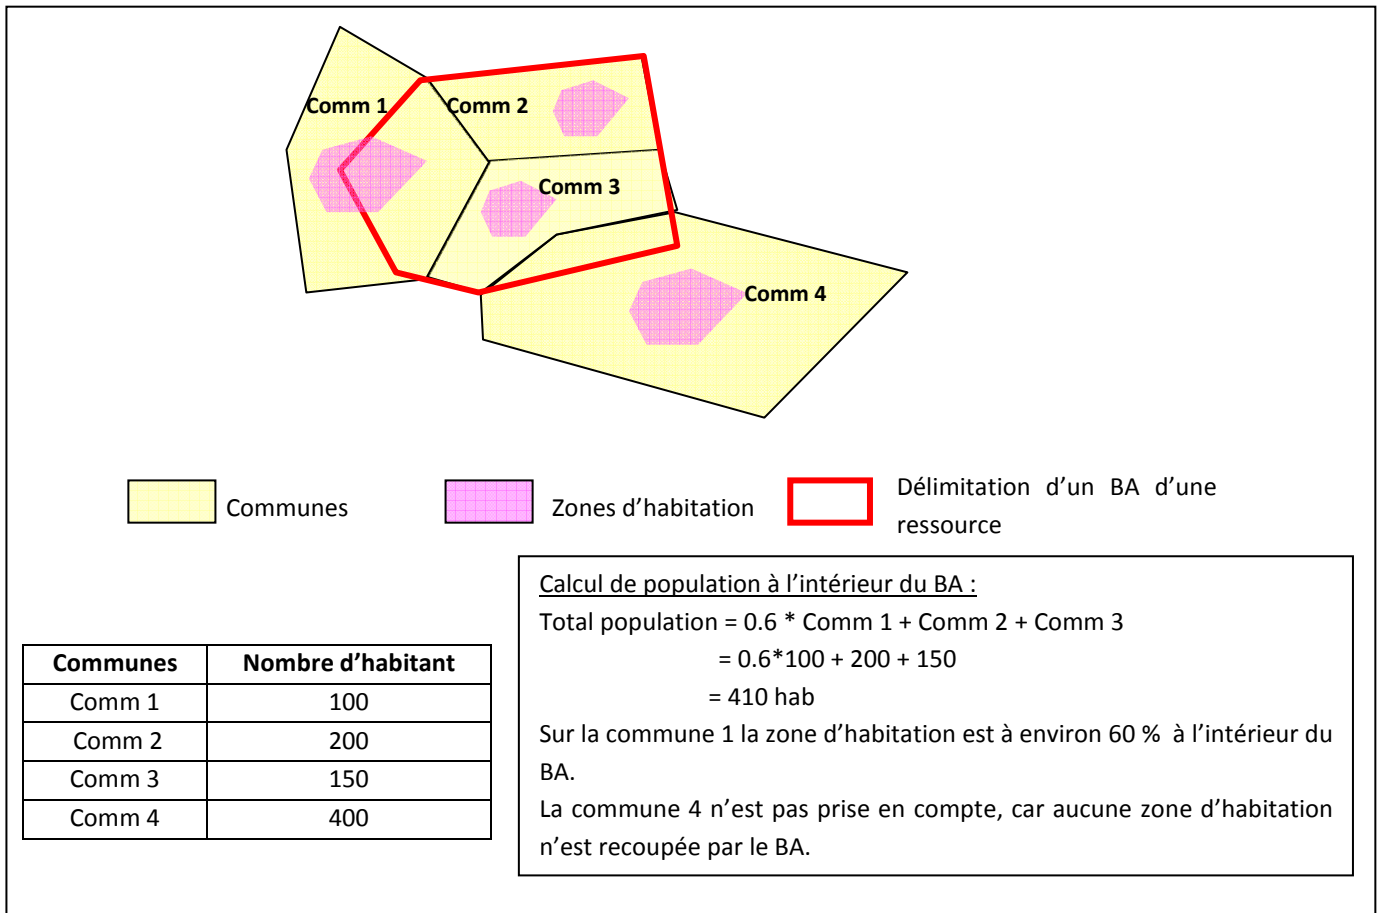 Comm 1
Comm 2
Comm 3
Comm 4
Communes
Zones d’habitation
Délimitation d’un BA d’une
ressource
Communes Nombre d’habitant
Comm 1 100
Comm 2 200
Comm 3 150
Comm 4 400
Calcul de population à l’intérieur du BA :
Total population = 0.6 * Comm 1 + Comm 2 + Comm 3
= 0.6*100 + 200 + 150
= 410 hab
Sur la commune 1 la zone d’habitation est à environ 60 % à l’intérieur du
BA.
La commune 4 n’est pas prise en compte, car aucune zone d’habitation
n’est recoupée par le BA.